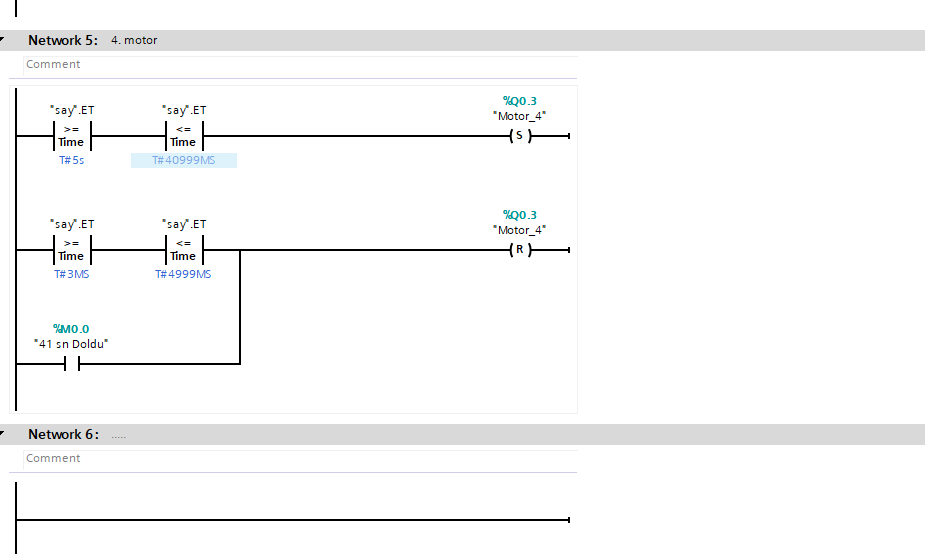 Network 5: 4. motor
Comment
"say".ET "say".ET %Q0.3
"Motor_4"
>= <= S
Time Time
T#5s T#40999MS
"say".ET "say".ET %Q0.3
"Motor_4"
>= <= R
Time Time
T#3MS T#4999MS
%M0.0
"41 sn Doldu"
Network 6: .....
Comment